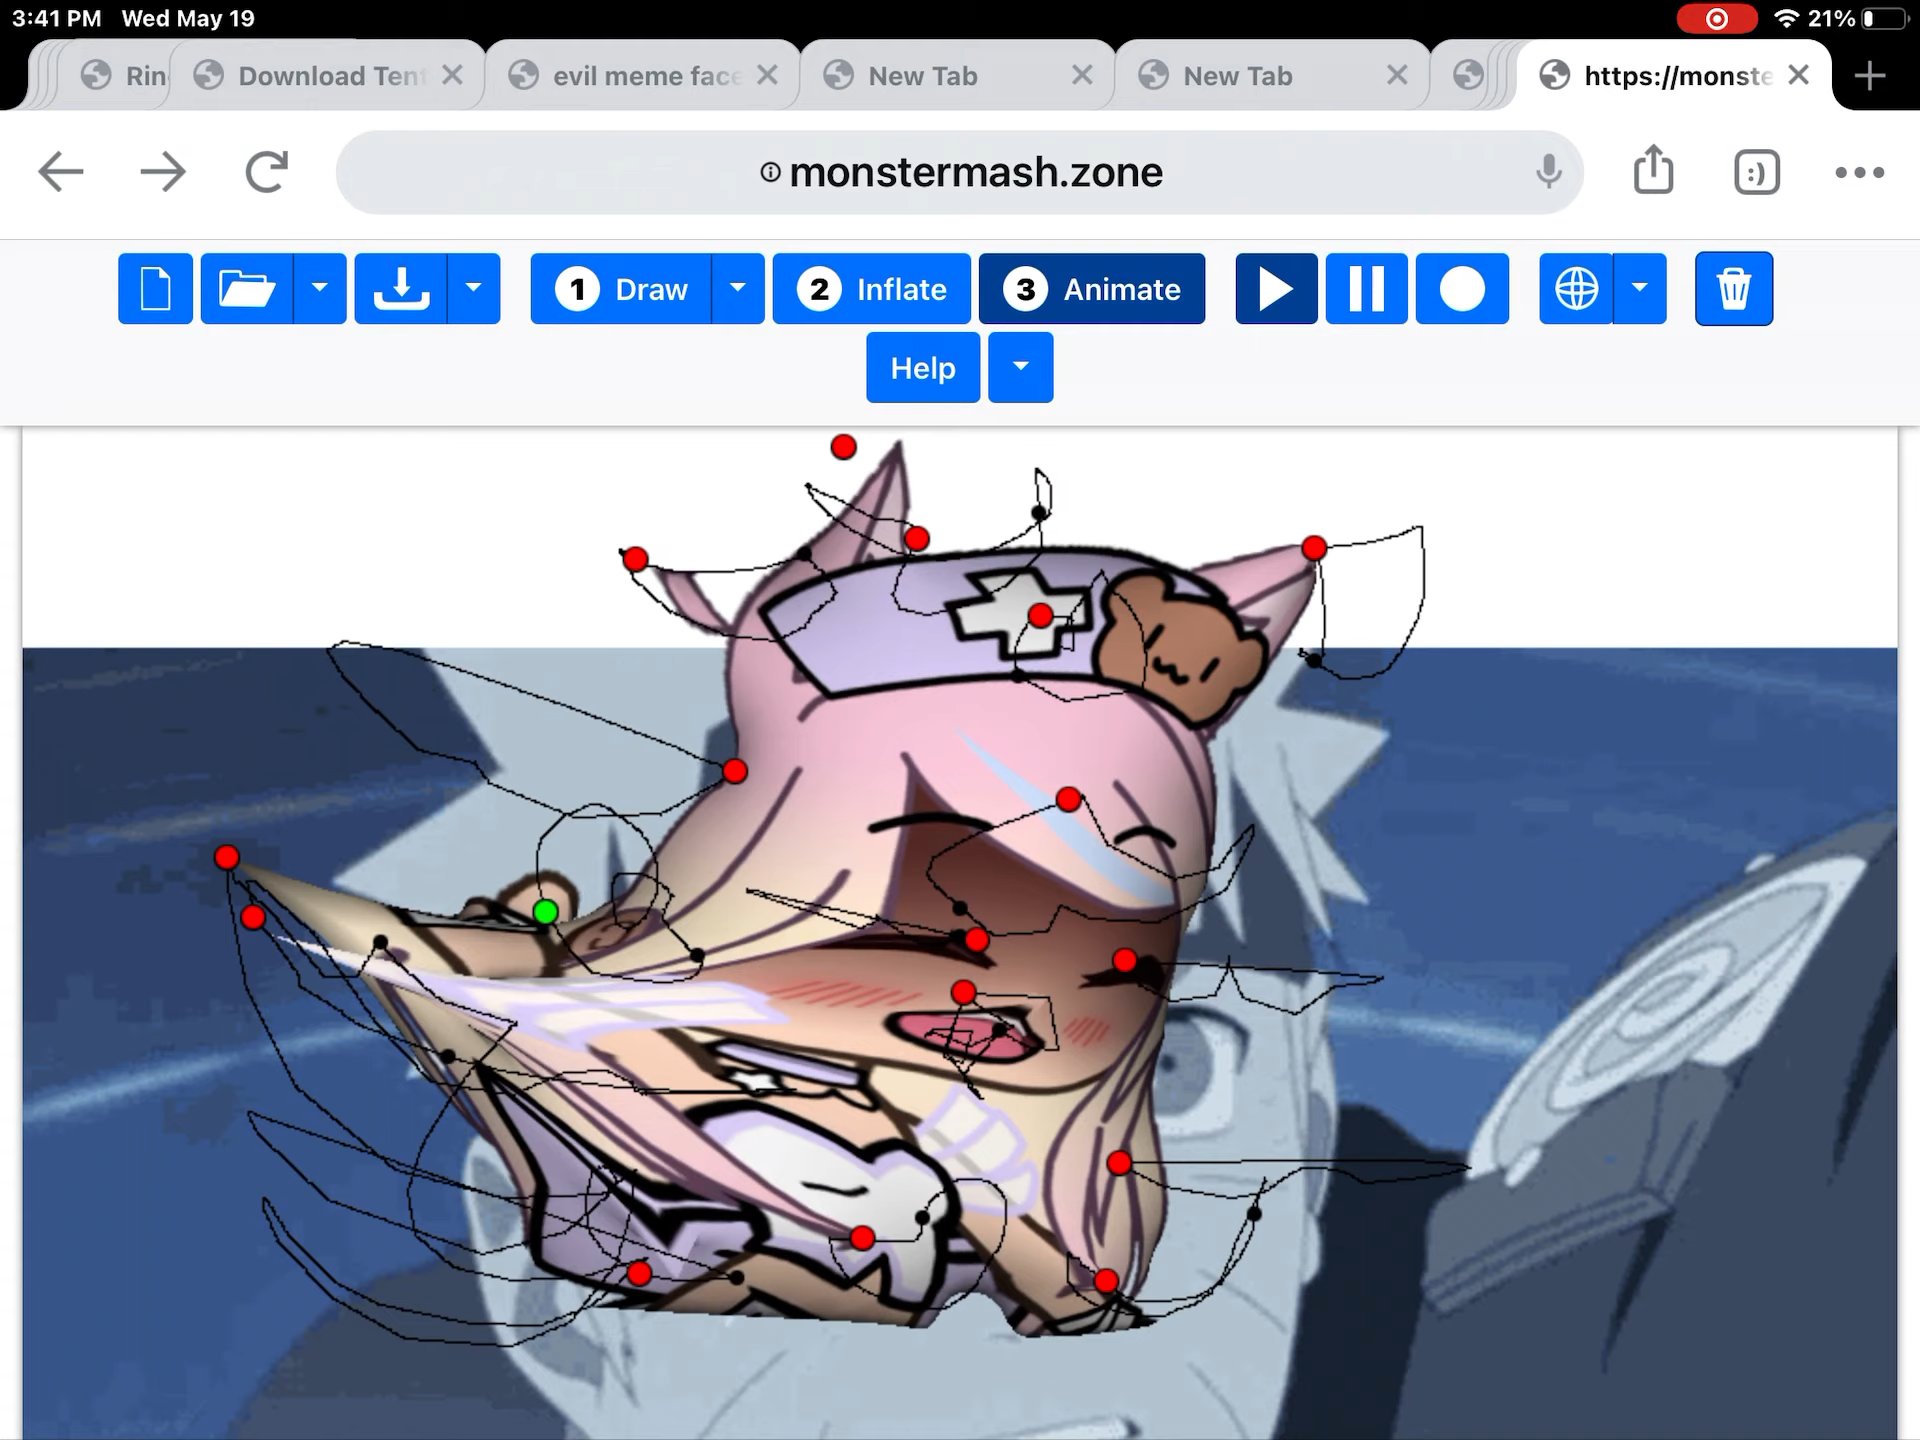 3:41 PM Wed May 19 21%
Rin Download Tent evil meme face New Tab New Tab https://monste
monstermash.zone :)
1 Draw 2 Inflate 3 Animate
Help